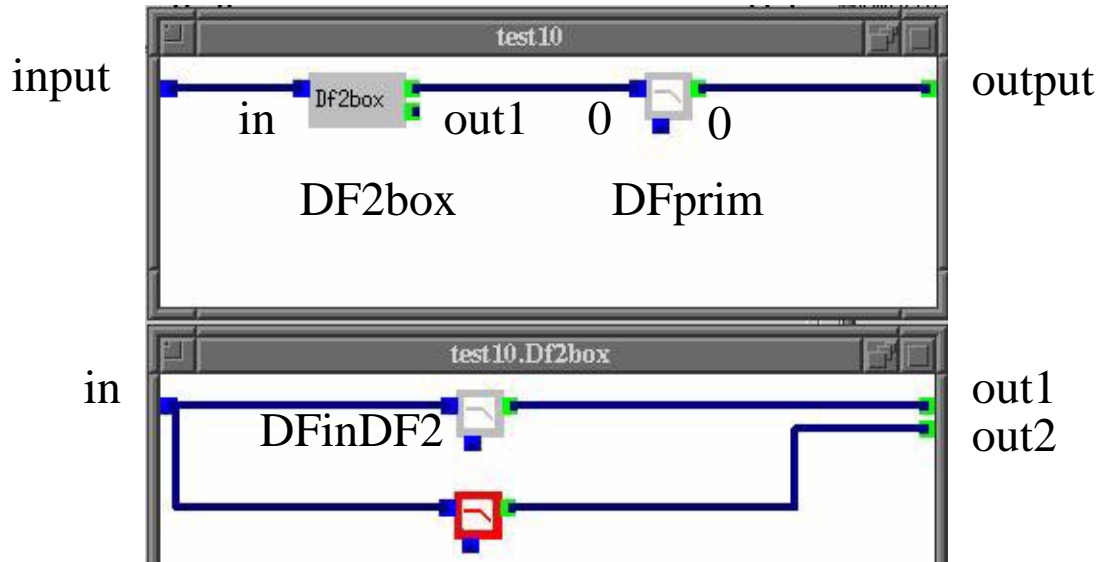 test10
input
Df2box
output
in
out1
0
0
DF2box
DFprim
test10.Df2box
in
out1
DFinDF2
out2